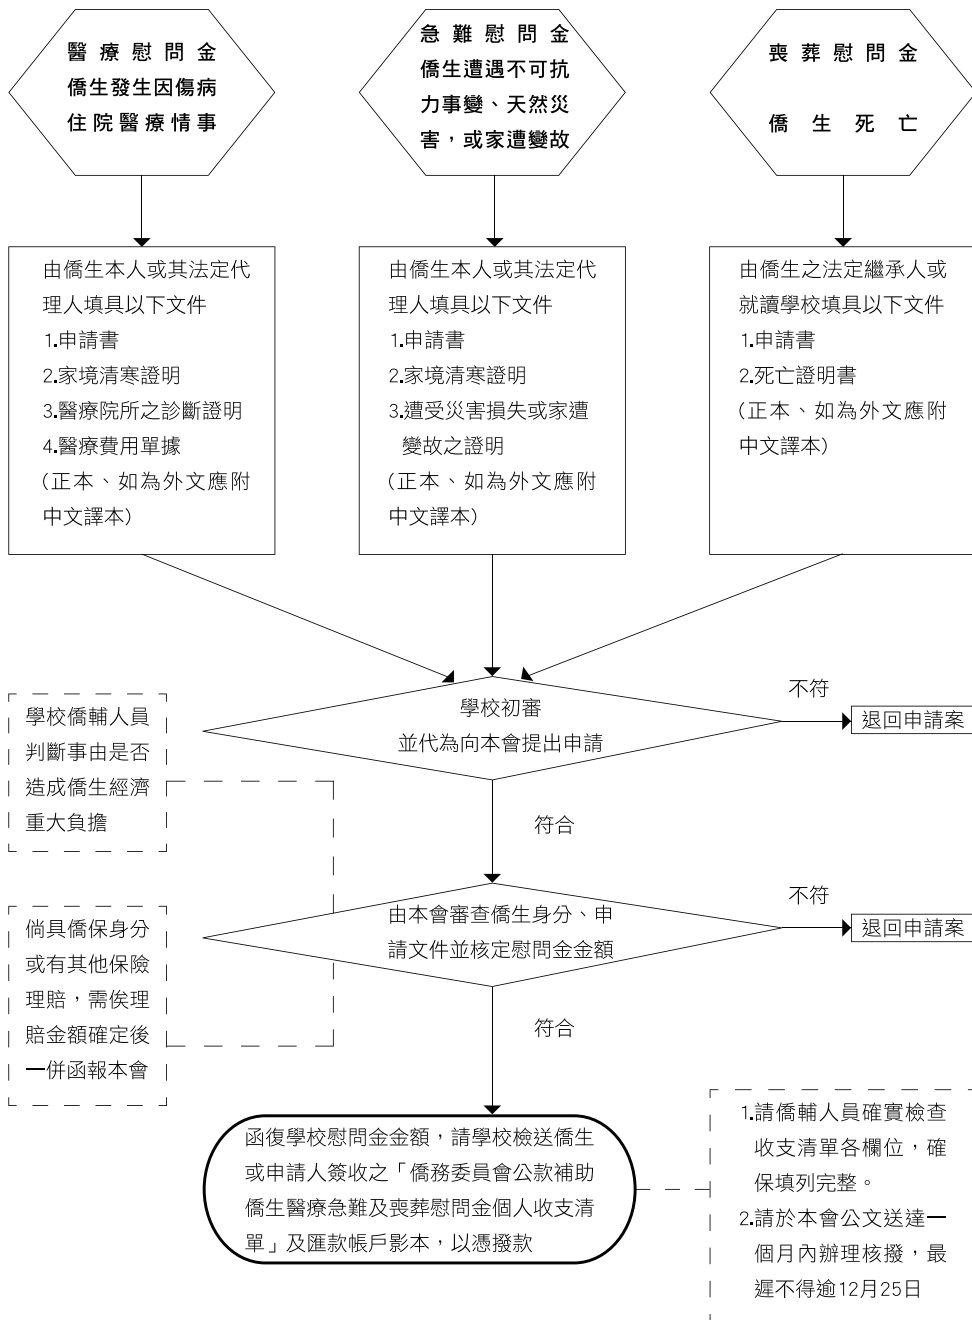 醫療慰問金
僑生發生因傷病
住院醫療情事
急難慰問金
僑生遭遇不可抗
力事變、天然災
害，或家遭變故
喪葬慰問金
僑生死亡
由僑生本人或其法定代
理人填具以下文件
1.申請書
2.家境清寒證明
3.醫療院所之診斷證明
4.醫療費用單據
(正本、如為外文應附
中文譯本)
由僑生本人或其法定代
理人填具以下文件
1.申請書
2.家境清寒證明
3.遭受災害損失或家遭
變故之證明
(正本、如為外文應附
中文譯本)
由僑生之法定繼承人或
就讀學校填具以下文件
1.申請書
2.死亡證明書
(正本、如為外文應附
中文譯本)
學校初審
並代為向本會提出申請
不符
退回申請案
學校僑輔人員
判斷事由是否
造成僑生經濟
重大負擔
符合
由本會審查僑生身分、申
請文件並核定慰問金金額
不符
退回申請案
倘具僑保身分
或有其他保險
理賠，需俟理
賠金額確定後
一併函報本會
符合
函復學校慰問金金額，請學校檢送僑生
或申請人簽收之「僑務委員會公款補助
僑生醫療急難及喪葬慰問金個人收支清
單」及匯款帳戶影本，以憑撥款
1.請僑輔人員確實檢查
收支清單各欄位，確
保填列完整。
2.請於本會公文送達一
個月內辦理核撥，最
遲不得逾12月25日